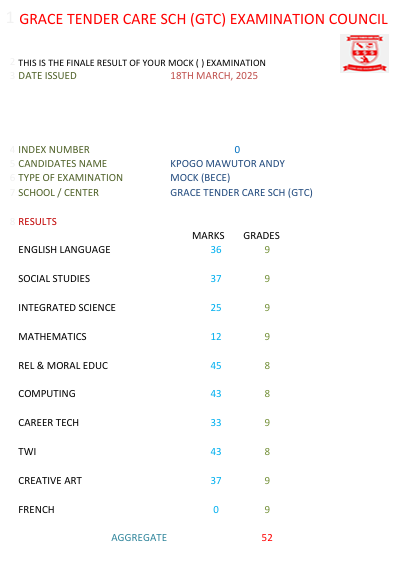 1 GRACE TENDER CARE SCH (GTC) EXAMINATION COUNCIL
2 THIS IS THE FINALE RESULT OF YOUR MOCK ( ) EXAMINATION
3 DATE ISSUED 18TH MARCH, 2025
4 INDEX NUMBER 0
5 CANDIDATES NAME KPOGO MAWUTOR ANDY
6 TYPE OF EXAMINATION MOCK (BECE)
7 SCHOOL / CENTER GRACE TENDER CARE SCH (GTC)
8 RESULTS
MARKS GRADES
ENGLISH LANGUAGE 36 9
SOCIAL STUDIES 37 9
INTEGRATED SCIENCE 25 9
MATHEMATICS 12 9
REL & MORAL EDUC 45 8
COMPUTING 43 8
CAREER TECH 33 9
TWI 43 8
CREATIVE ART 37 9
FRENCH 0 9
AGGREGATE 52